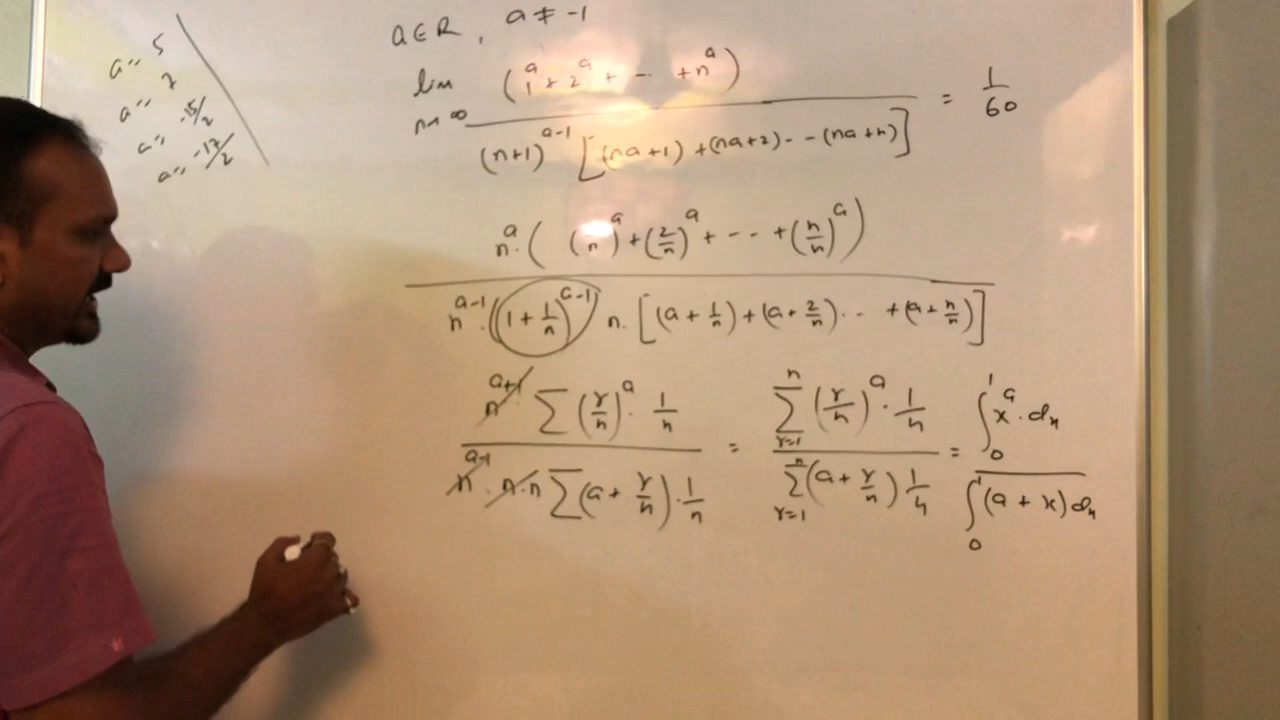 a = 5
a = 7
a = -15/2
a = -17/2
a ∈ R, a ≠ -1
lim n→∞ (1^a + 2^a + -- + n^a) / (n+1)^(a-1) [(na+1) + (na+2) - - (na+n)] = 1/60
n^a · ( ( /n)^a + (2/n)^a + --- + (n/n)^a ) / n^(a-1) · ((1 + 1/n)^(a-1)) n · [(a + 1/n) + (a + 2/n) · · · + (a + n/n)]
n^(a+1) · Σ (r/n)^a · 1/n / n^(a-1) · n · n Σ (a + r/n) · 1/n = Σ_(r=1)^n (r/n)^a · 1/n / Σ_(r=1)^n (a + r/n) 1/n = ∫_0^1 x^a · dx / ∫_0^1 (a + x) dx